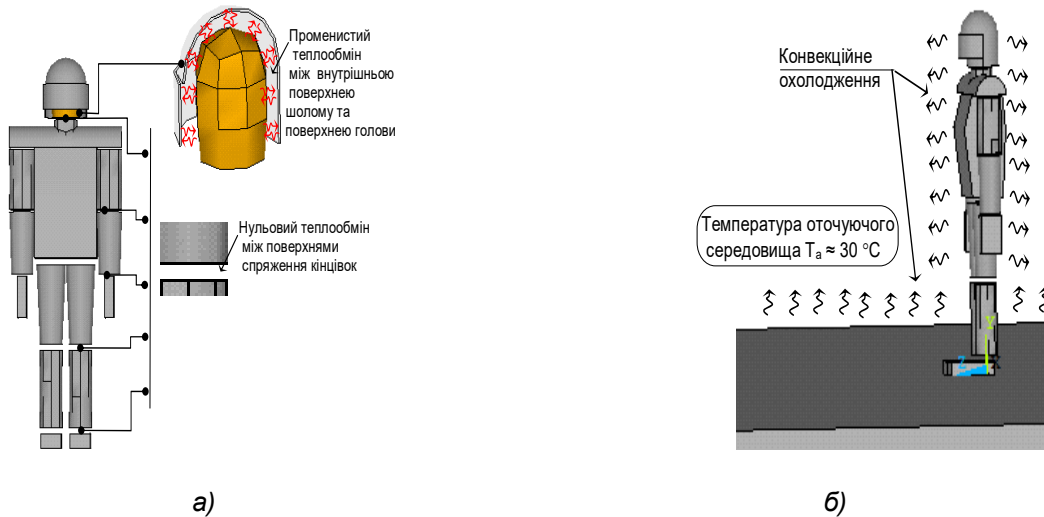 Променистий
теплообмін
між внутрішньою
поверхнею
шолому та
поверхнею голови
Нульовий теплообмін
між поверхнями
спряження кінцівок
а)
Конвекційне
охолодження
Температура оточуючого
середовища Tа ≈ 30 °C
Y
Z
X
б)